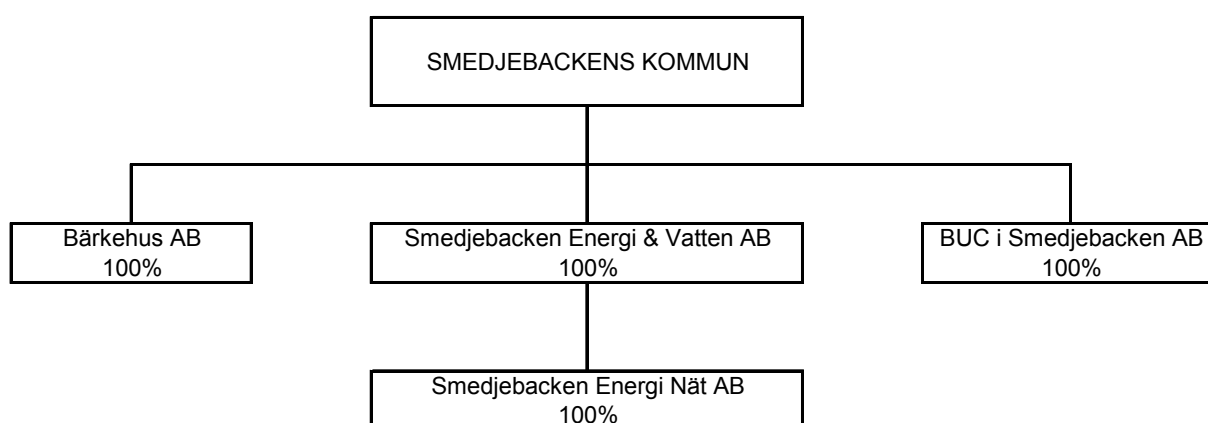 SMEDJEBACKENS KOMMUN
Bärkehus AB
100%
Smedjebacken Energi & Vatten AB
100%
BUC i Smedjebacken AB
100%
Smedjebacken Energi Nät AB
100%